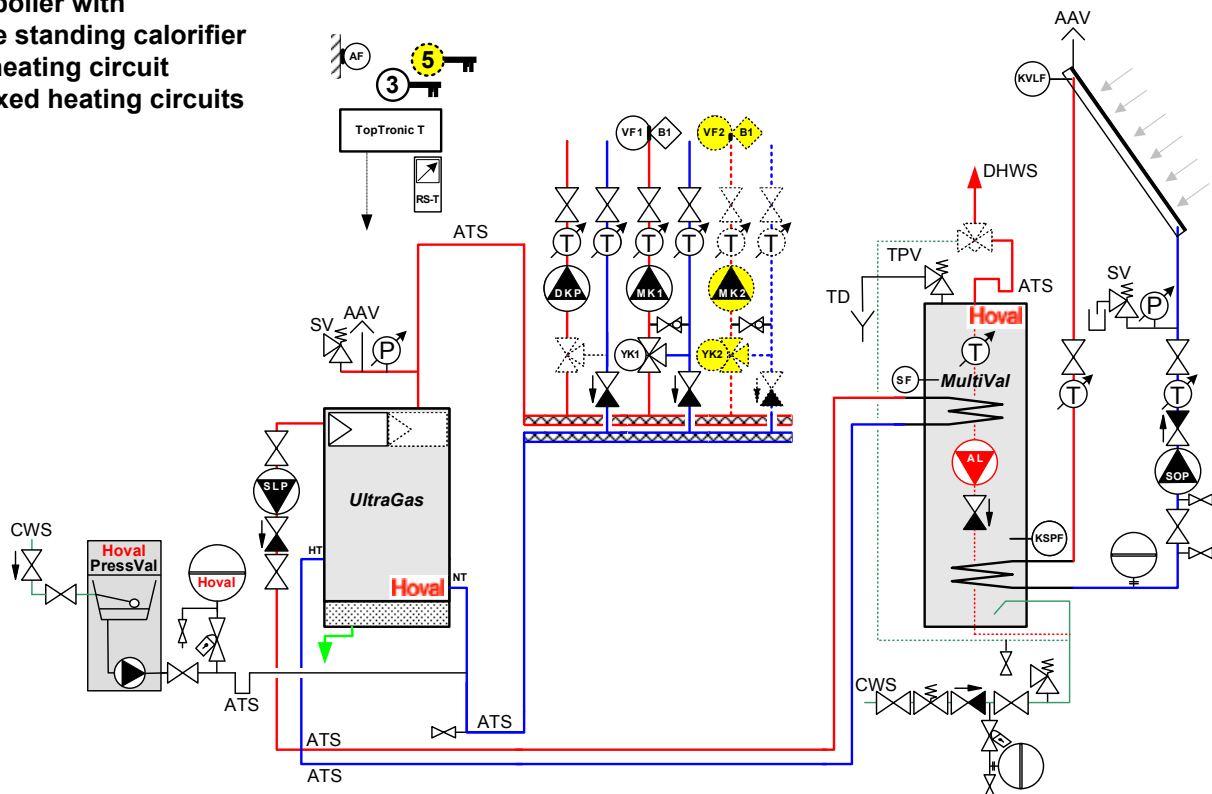 boiler with
e standing calorifier
heating circuit
xed heating circuits
AF
5
3
TopTronic T
RS-T
AAV
KVLF
VF1
B1
VF2
B1
DHWS
ATS
T
T
T
T
T
T
TPV
ATS
SV
P
DKP
MK1
MK2
TD
AAV
SV
P
Hoval
T
YK1
YK2
SF
MultiVal
T
T
AL
SOP
SLP
UltraGas
CWS
Hoval
PressVal
Hoval
HT
NT
Hoval
KSPF
ATS
CWS
ATS
ATS
ATS